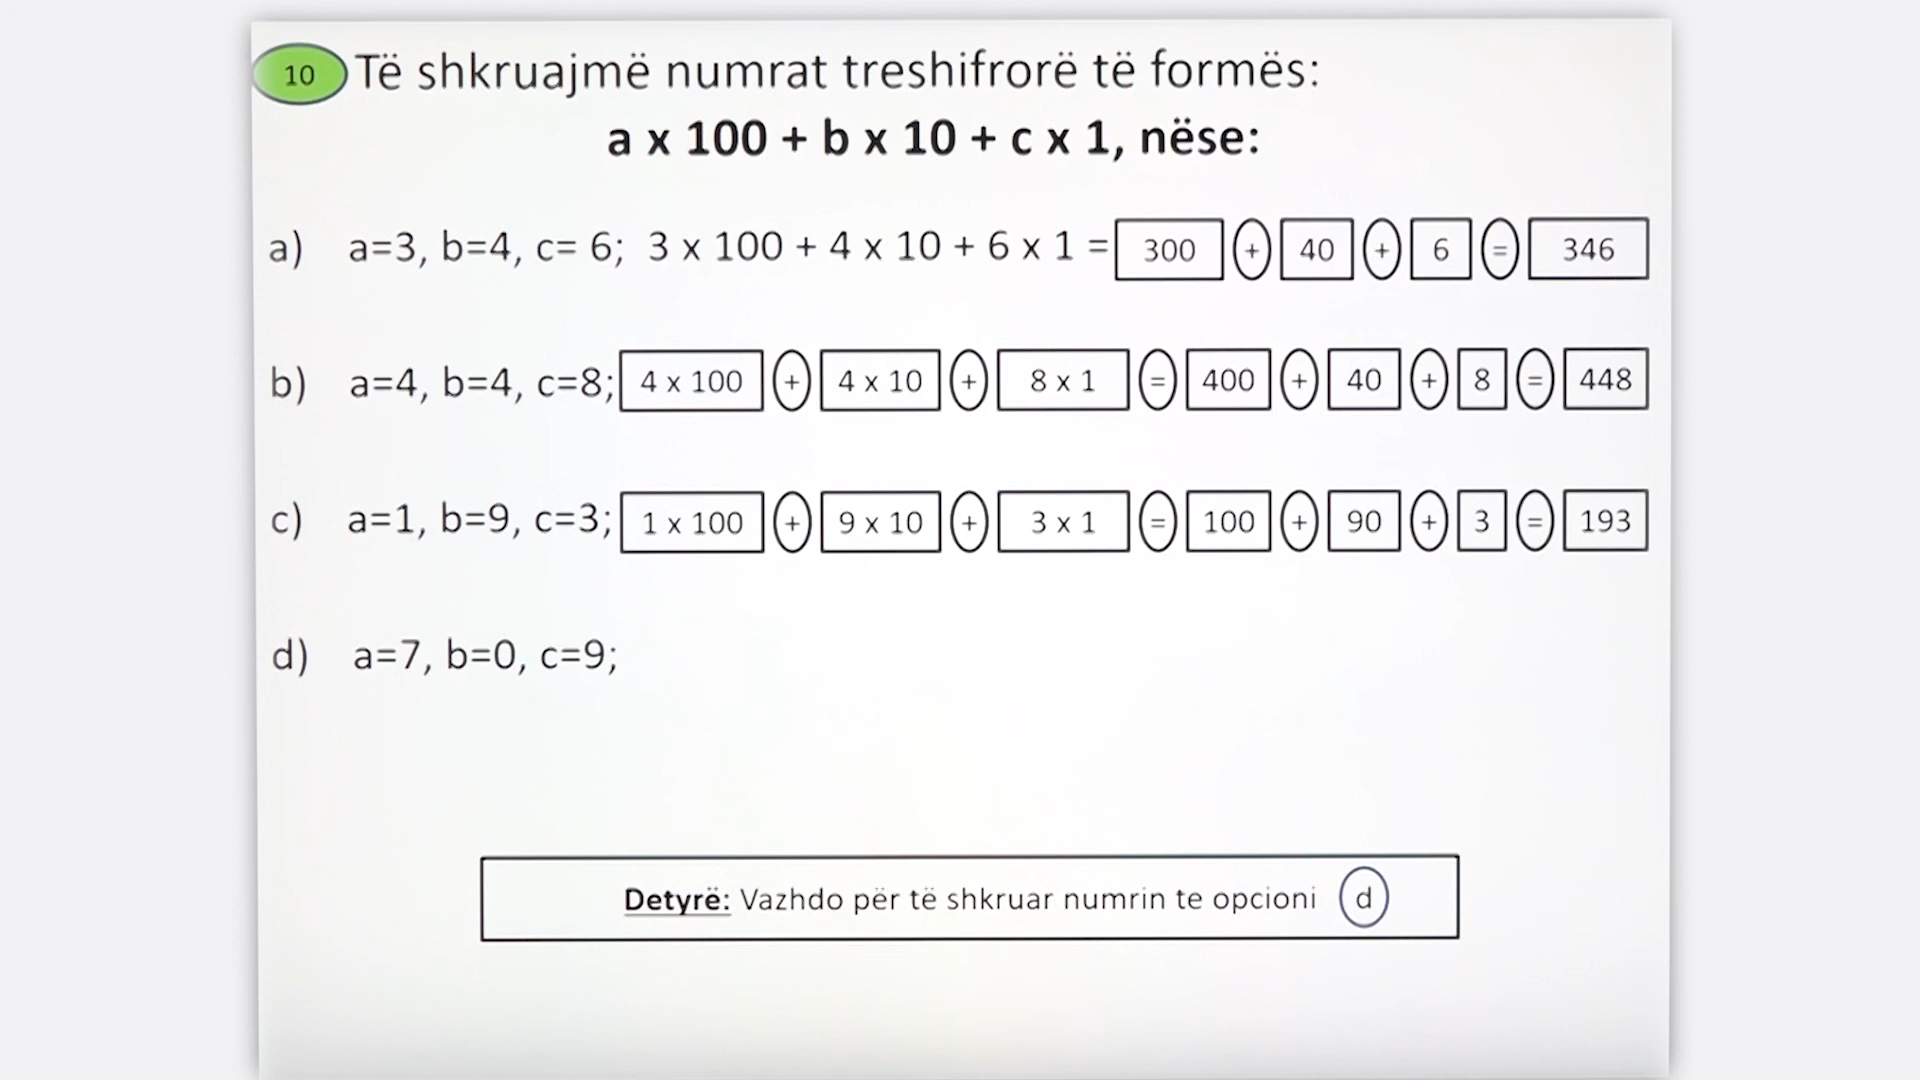 10 Të shkruajmë numrat treshifrorë të formës:
a x 100 + b x 10 + c x 1, nëse:
a) a=3, b=4, c= 6; 3 x 100 + 4 x 10 + 6 x 1 = 300 + 40 + 6 = 346
b) a=4, b=4, c=8; 4 x 100 + 4 x 10 + 8 x 1 = 400 + 40 + 8 = 448
c) a=1, b=9, c=3; 1 x 100 + 9 x 10 + 3 x 1 = 100 + 90 + 3 = 193
d) a=7, b=0, c=9;
Detyrë: Vazhdo për të shkruar numrin te opcioni d